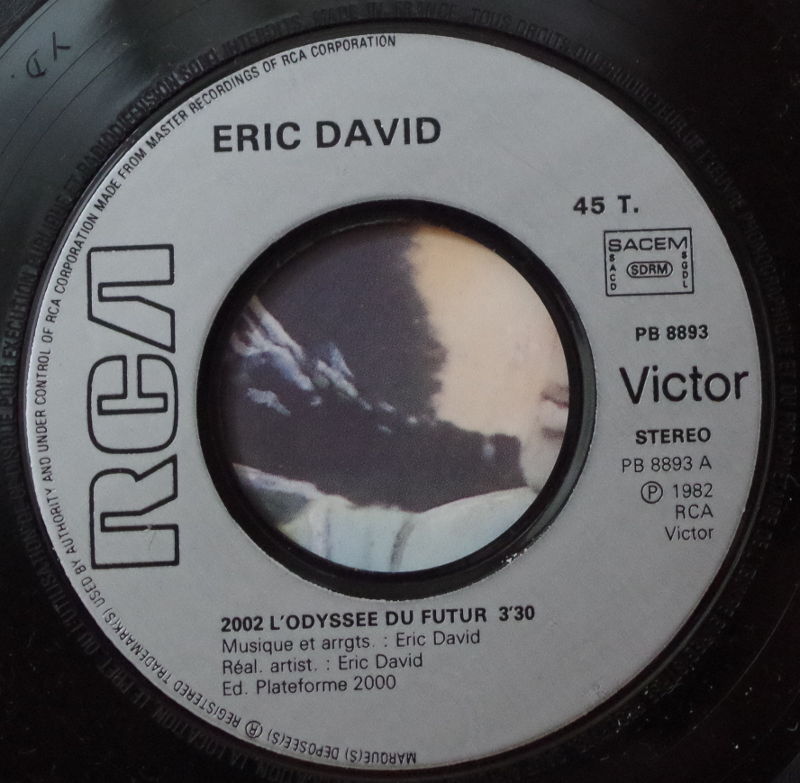 ERIC DAVID
45 T.
SACEM
SACD
SDRM
SGDL
PB 8893
Victor
STEREO
PB 8893 A
Ⓟ 1982
RCA
Victor
RCA
2002 L'ODYSSEE DU FUTUR 3'30
Musique et arrgts. : Eric David
Réal. artist. : Eric David
Ed. Plateforme 2000
MARQUE(S) DEPOSEE(S) ® REGISTERED TRADEMARK(S) USED BY AUTHORITY AND UNDER CONTROL OF RCA CORPORATION MADE FROM MASTER RECORDINGS OF RCA CORPORATION